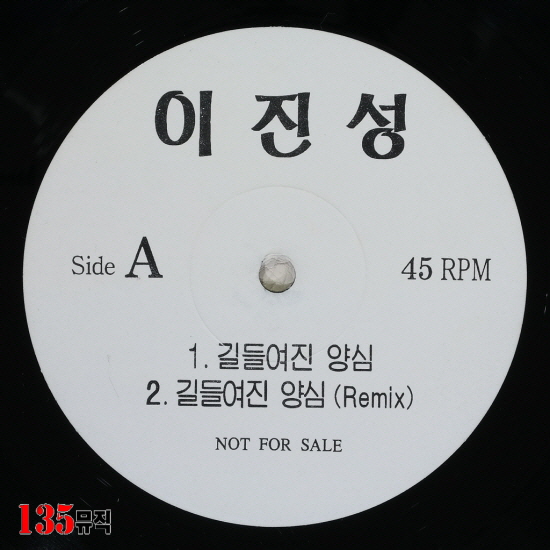 이 진 성
Side A
45 RPM
1. 길들여진 양심
2. 길들여진 양심 (Remix)
NOT FOR SALE
135뮤직